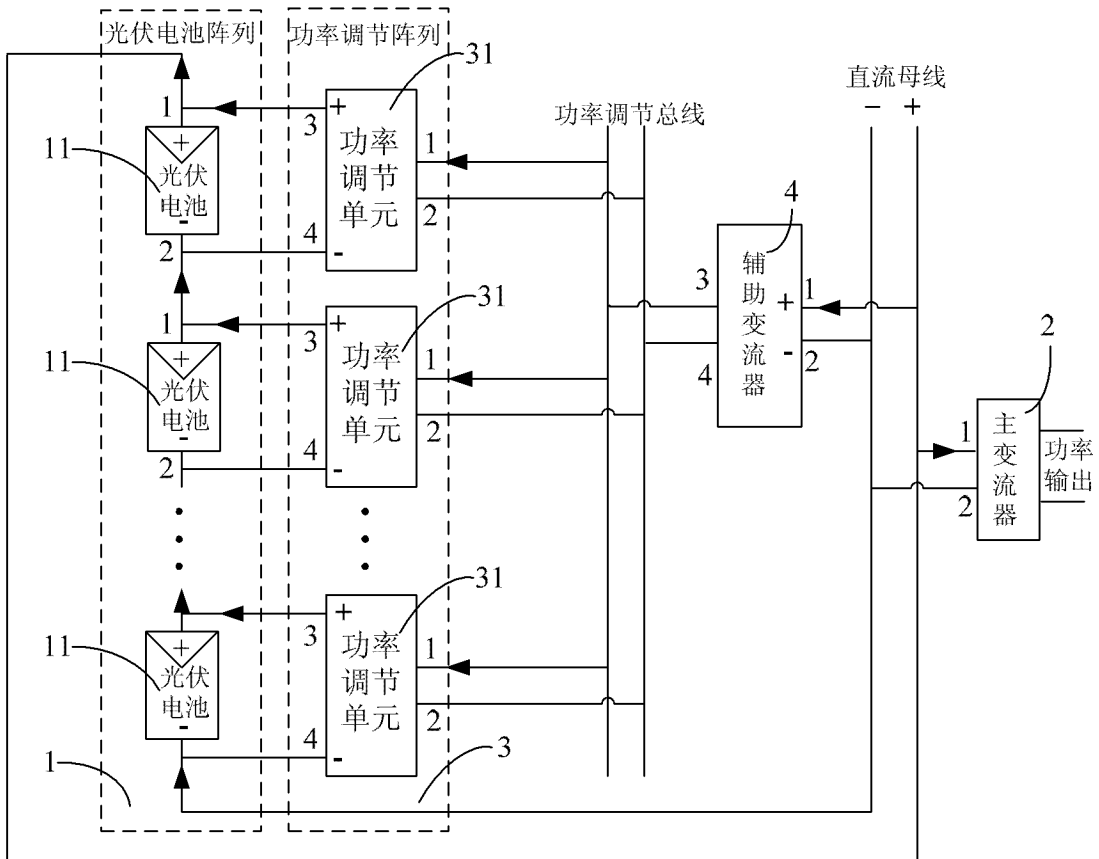 光伏电池阵列
功率调节阵列
31
直流母线
- +
功率调节总线
1
3
+
功率
调节
单元
1
2
4
-
11
+
光伏
电池
-
2
4
辅助变流器
3
4
+
-
1
2
31
1
3
+
功率
调节
单元
1
2
4
-
11
+
光伏
电池
-
2
2
主变流器
1
2
功率
输出
31
3
+
功率
调节
单元
1
2
4
-
11
+
光伏
电池
-
1
3